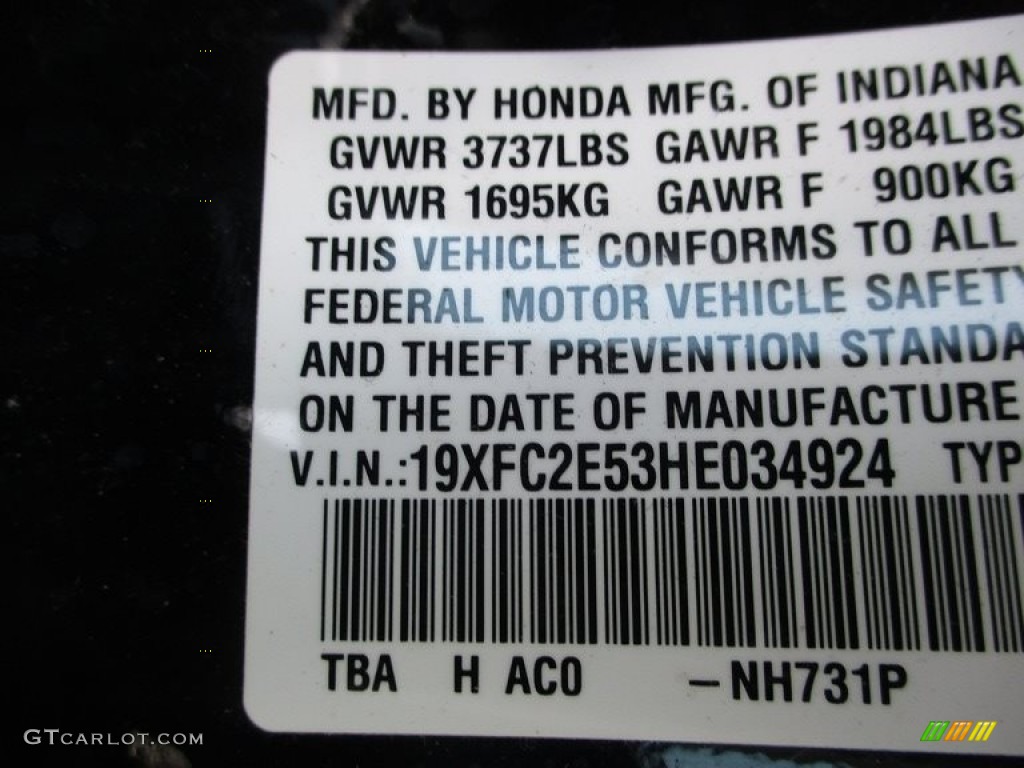 MFD. BY HONDA MFG. OF INDIANA
GVWR 3737LBS GAWR F 1984LBS
GVWR 1695KG GAWR F 900KG
THIS VEHICLE CONFORMS TO ALL
FEDERAL MOTOR VEHICLE SAFETY
AND THEFT PREVENTION STANDA
ON THE DATE OF MANUFACTURE
V.I.N.:19XFC2E53HE034924 TYP
TBA H AC0 –NH731P
GTCARLOT.COM